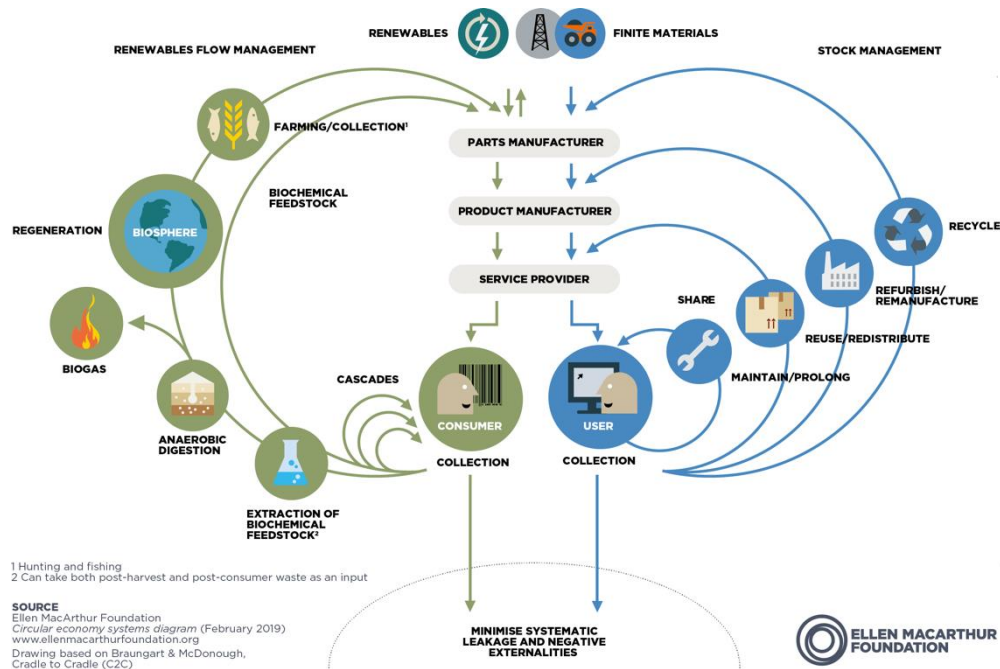 RENEWABLES
FINITE MATERIALS
RENEWABLES FLOW MANAGEMENT
STOCK MANAGEMENT
FARMING/COLLECTION¹
PARTS MANUFACTURER
BIOCHEMICAL
FEEDSTOCK
PRODUCT MANUFACTURER
REGENERATION
BIOSPHERE
RECYCLE
SERVICE PROVIDER
REFURBISH/
REMANUFACTURE
SHARE
REUSE/REDISTRIBUTE
BIOGAS
MAINTAIN/PROLONG
CASCADES
CONSUMER
USER
ANAEROBIC
DIGESTION
COLLECTION
COLLECTION
EXTRACTION OF
BIOCHEMICAL
FEEDSTOCK²
1 Hunting and fishing
2 Can take both post-harvest and post-consumer waste as an input
SOURCE
Ellen MacArthur Foundation
Circular economy systems diagram (February 2019)
www.ellenmacarthurfoundation.org
Drawing based on Braungart & McDonough,
Cradle to Cradle (C2C)
MINIMISE SYSTEMATIC
LEAKAGE AND NEGATIVE
EXTERNALITIES
ELLEN MACARTHUR
FOUNDATION